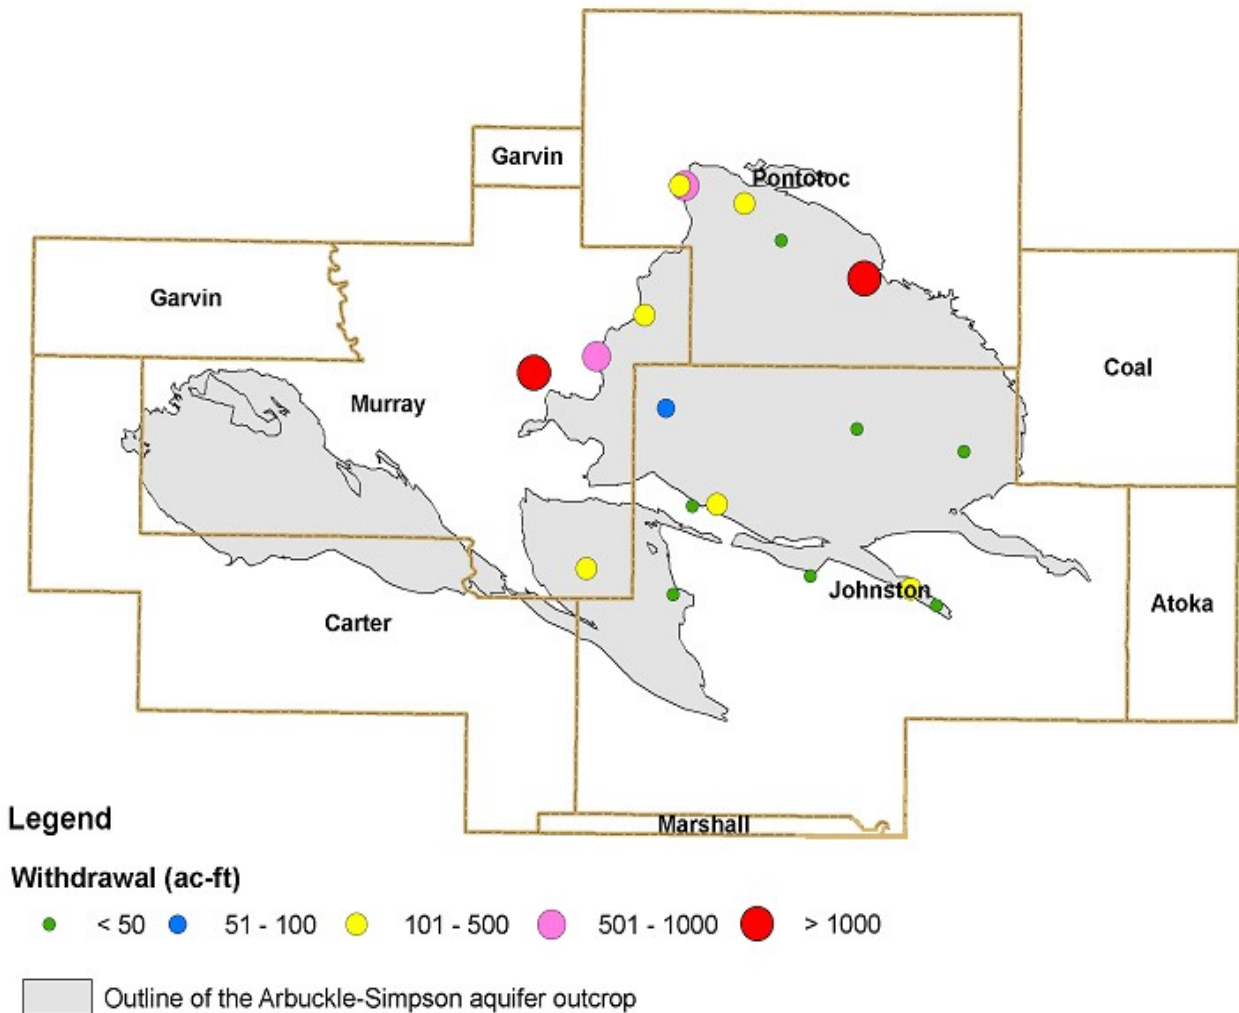 Garvin
Pontotoc
Garvin
Coal
Murray
Johnston
Atoka
Carter
Marshall
Legend
Withdrawal (ac-ft)
< 50 51 - 100 101 - 500 501 - 1000 > 1000
Outline of the Arbuckle-Simpson aquifer outcrop